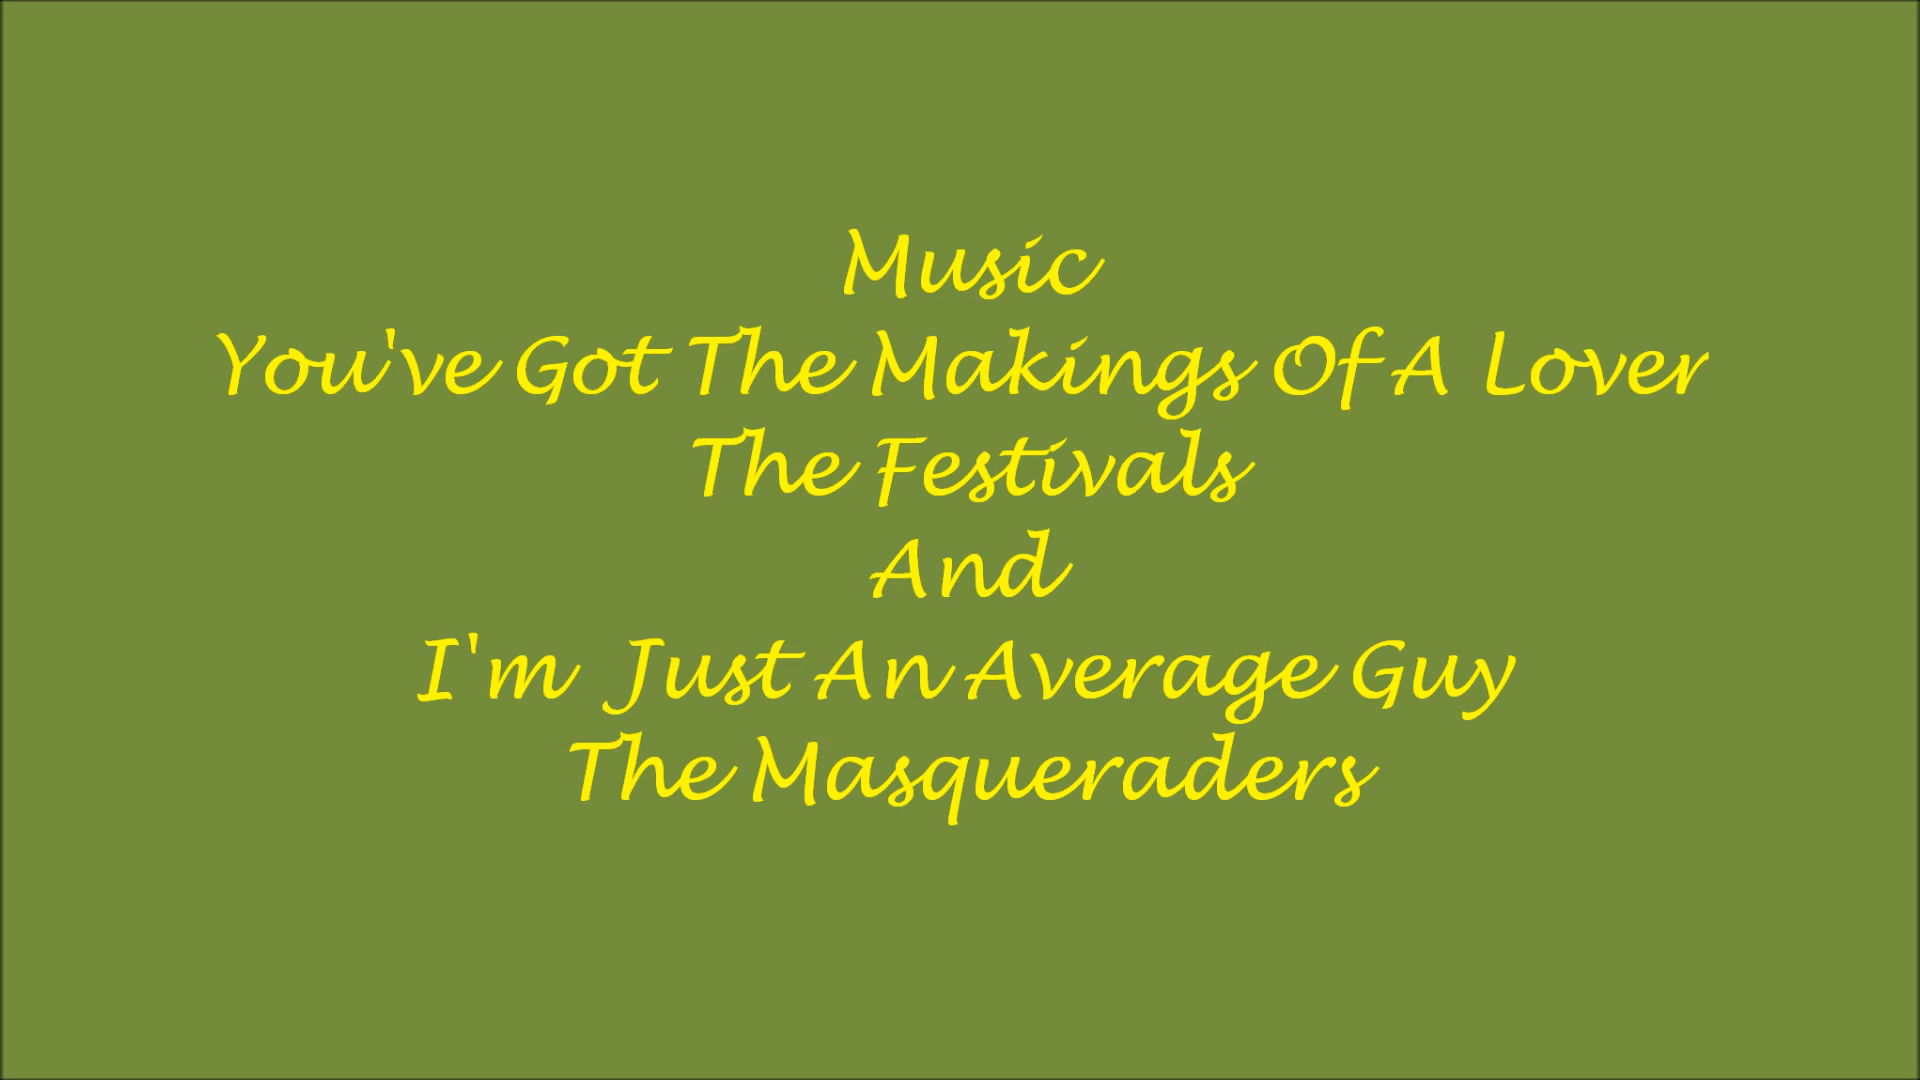 Music
You've Got The Makings Of A Lover
The Festivals
And
I'm Just An Average Guy
The Masqueraders